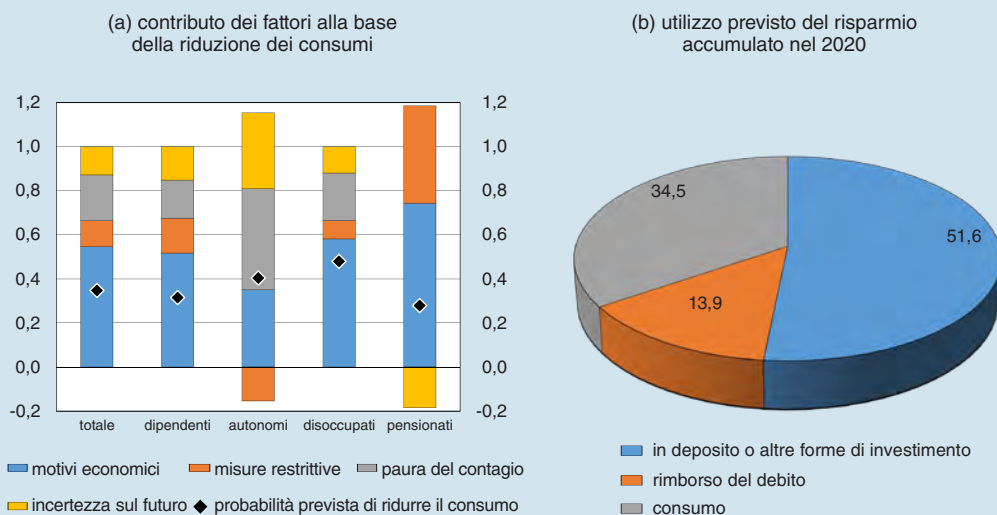 (a) contributo dei fattori alla base
della riduzione dei consumi
1,2
1,0
0,8
0,6
0,4
0,2
0,0
-0,2
1,2
1,0
0,8
0,6
0,4
0,2
0,0
-0,2
totale dipendenti autonomi disoccupati pensionati
motivi economici misure restrittive paura del contagio
incertezza sul futuro probabilità prevista di ridurre il consumo
(b) utilizzo previsto del risparmio
accumulato nel 2020
34,5
51,6
13,9
in deposito o altre forme di investimento
rimborso del debito
consumo